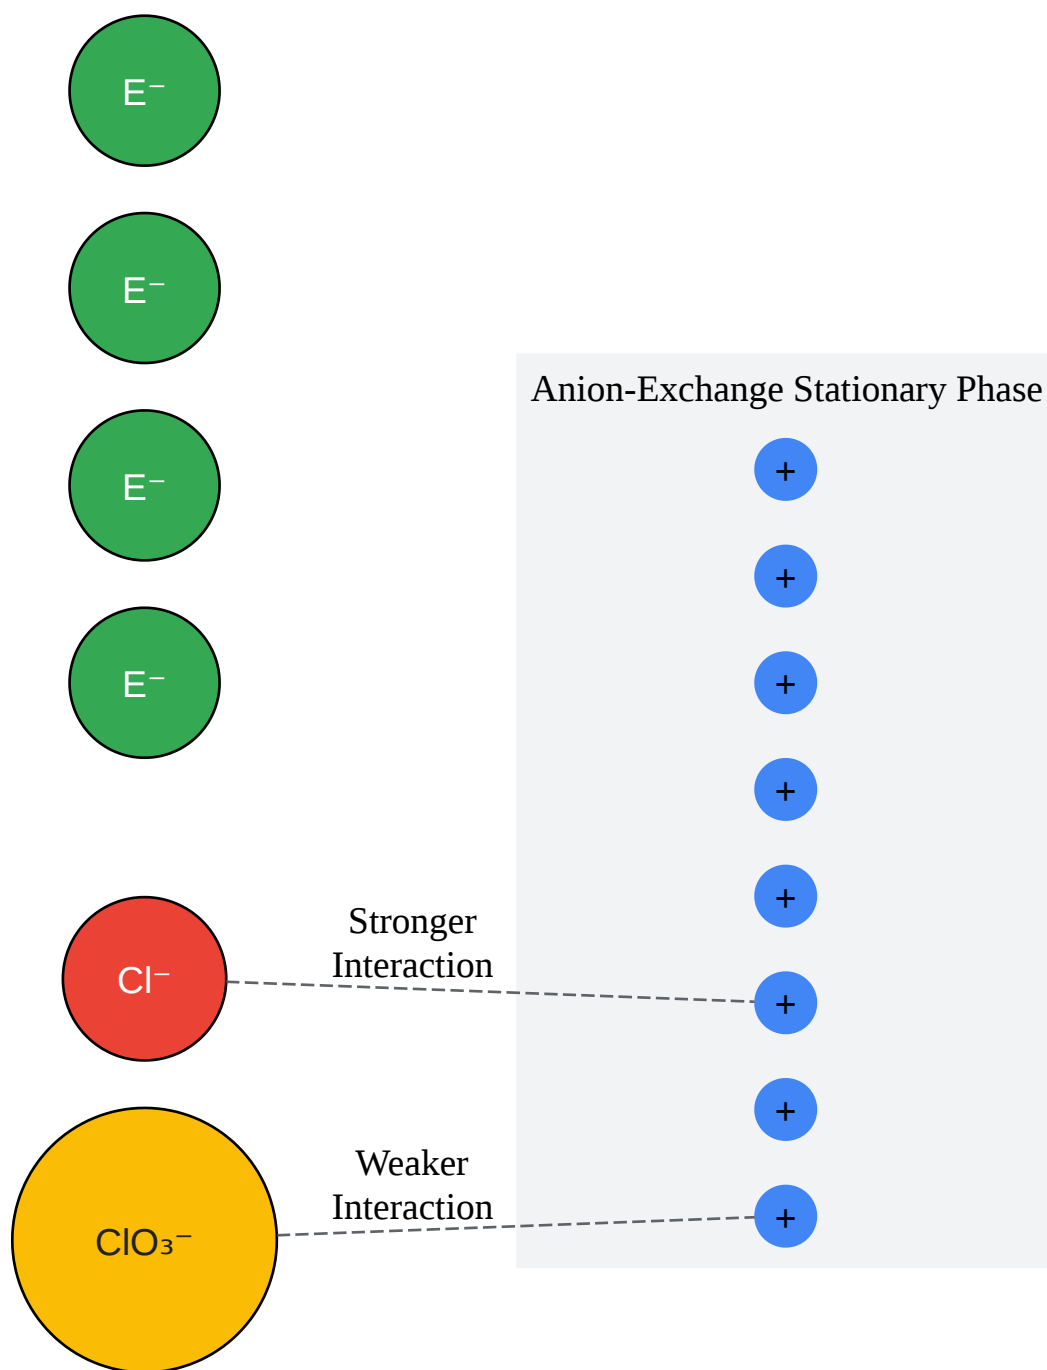 E⁻
E⁻
Anion-Exchange Stationary Phase
+
E⁻
+
+
E⁻
+
+
Stronger
Interaction
Cl⁻
+
+
Weaker
Interaction
+
ClO₃⁻